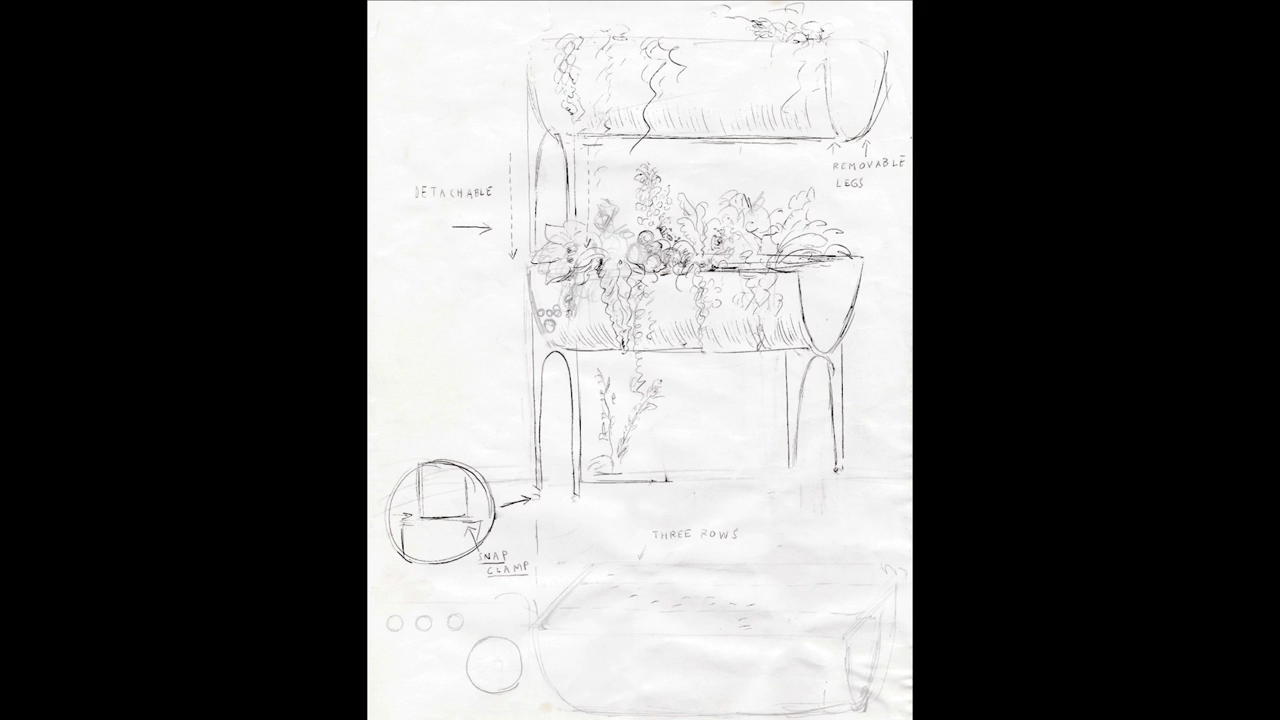 REMOVABLE
LEGS
DETACHABLE
THREE ROWS
SNAP
CLAMP